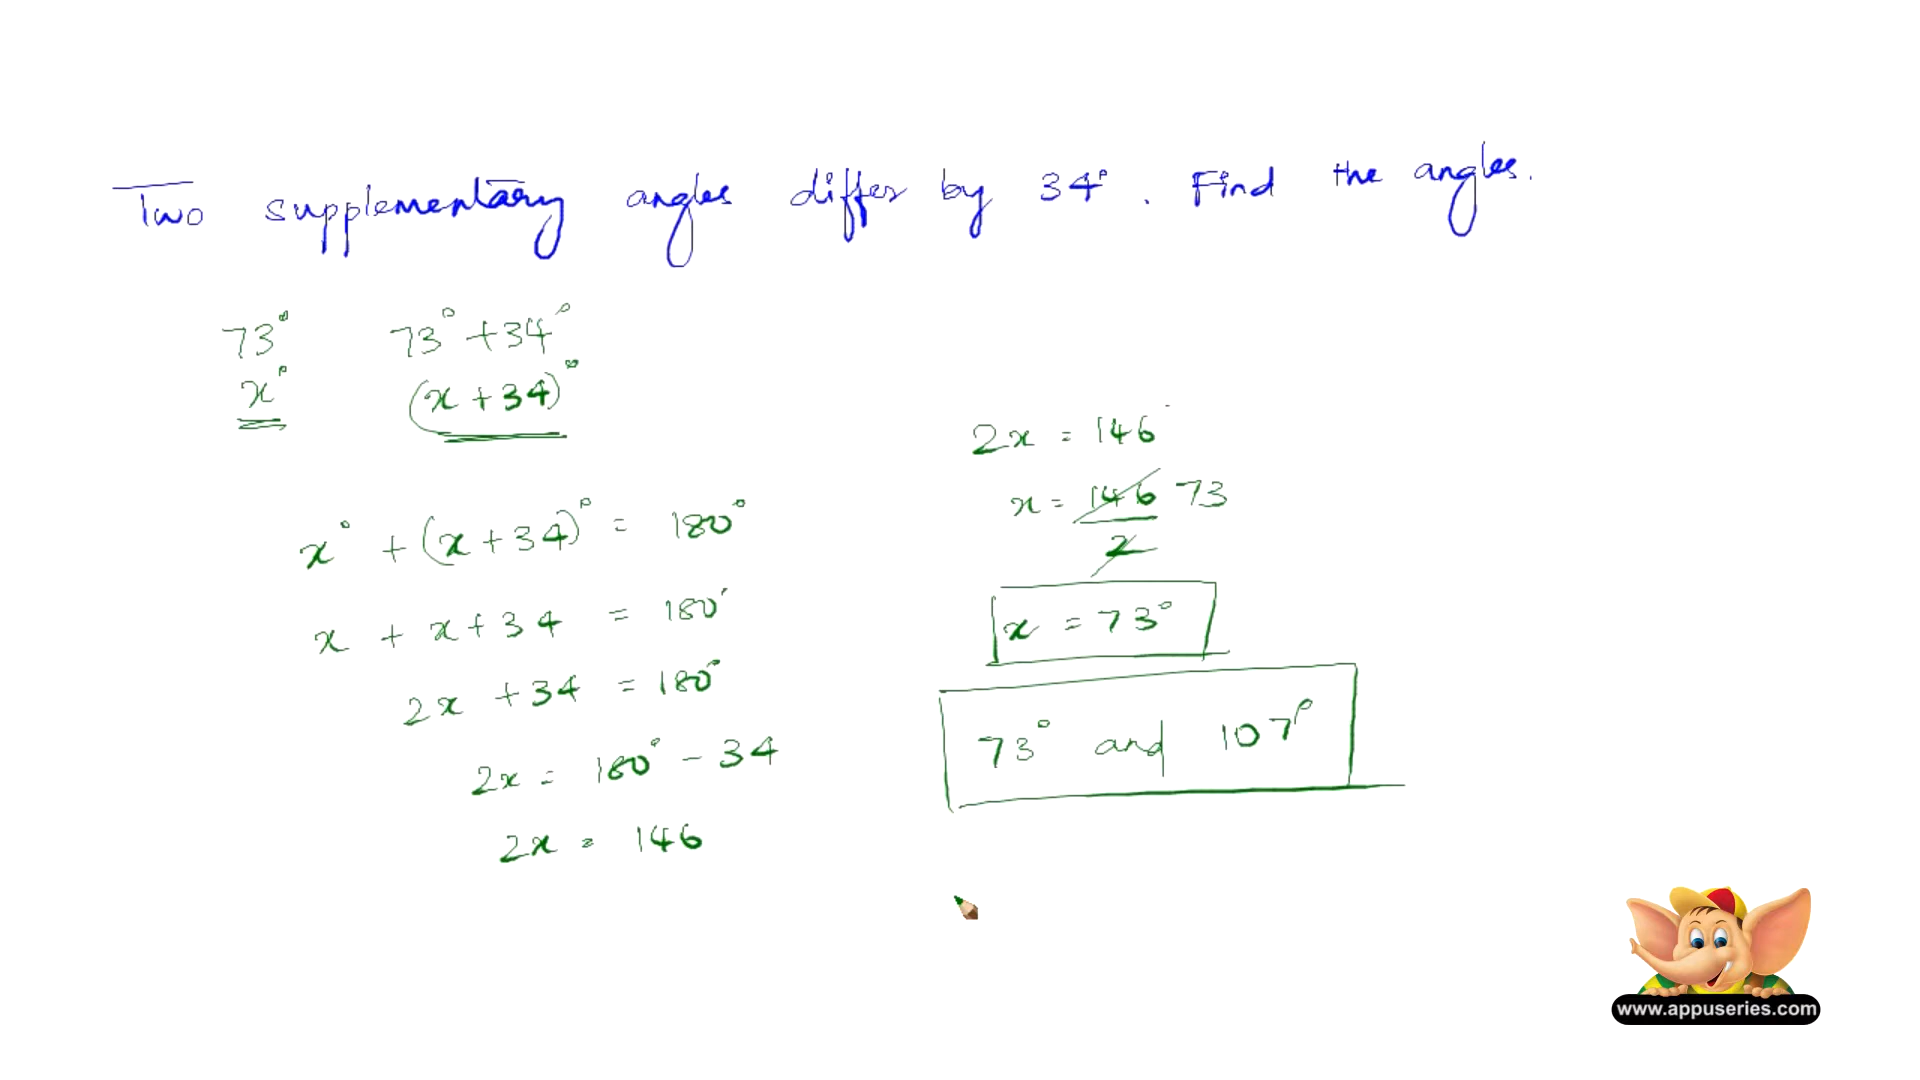 Two supplementary angles differ by 34°. Find the angles.
73° 73° + 34°
x° (x + 34)°
x° + (x + 34)° = 180°
x + x + 34 = 180°
2x + 34 = 180°
2x = 180° - 34
2x = 146
2x = 146
x = 146 73
2
x = 73°
73° and 107°
www.appuseries.com